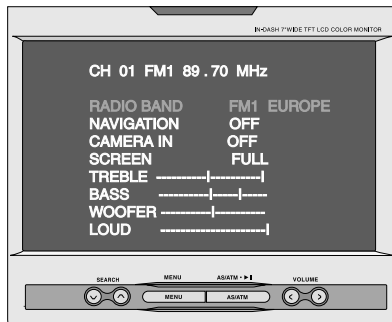 IN-DASH 7"WIDE TFT LCD COLOR MONITOR
CH 01 FM1 89.70 MHz
RADIO BAND FM1 EUROPE
NAVIGATION OFF
CAMERA IN OFF
SCREEN FULL
TREBLE ----------I----------I
BASS ----------I-----I-----
WOOFER ----------I----------
LOUD ---------------------I
SEARCH MENU AS/ATM • ►I VOLUME
MENU AS/ATM